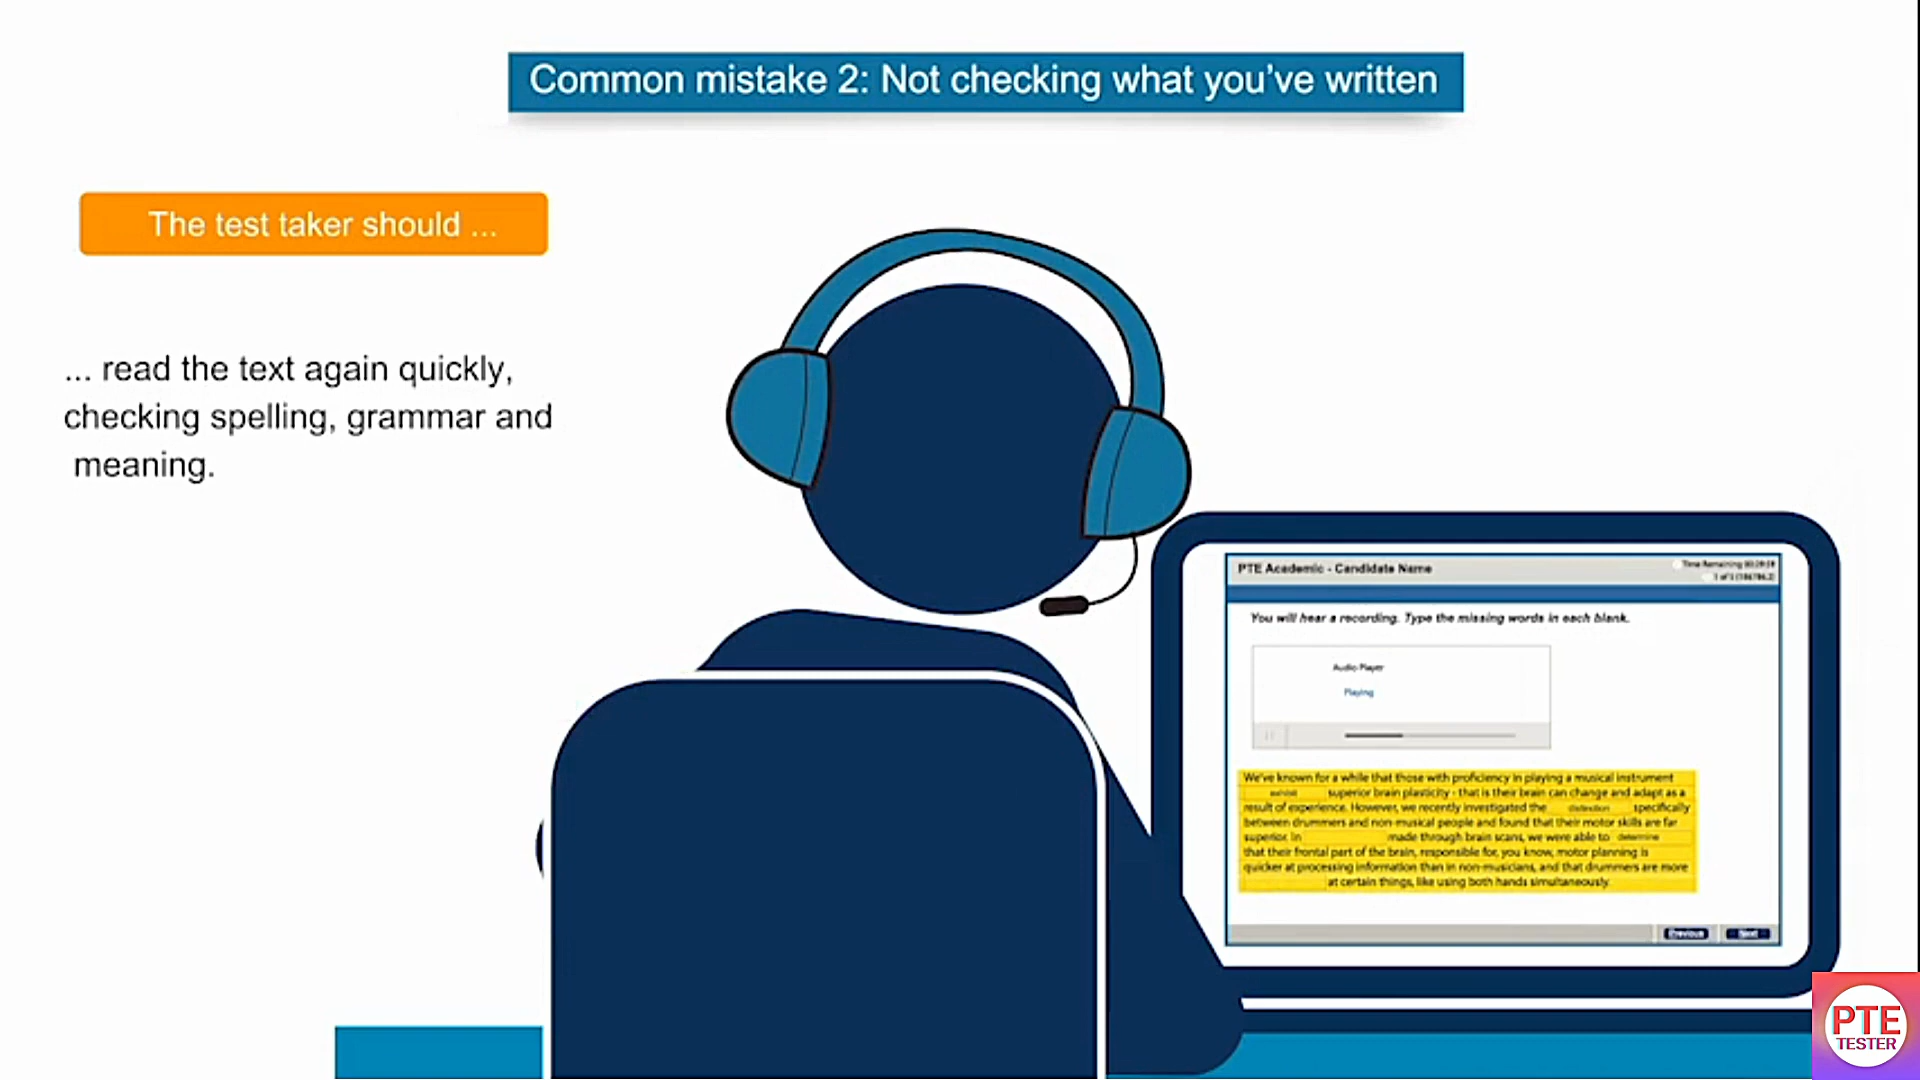 Common mistake 2: Not checking what you've written
The test taker should ...
... read the text again quickly,
checking spelling, grammar and
meaning.
PTE Academic - Candidate Name
Time Remaining
You will hear a recording. Type the missing words in each blank.
Audio Player
Playing
We've known for a while that those with proficiency in playing a musical instrument
exhibit superior brain plasticity - that is their brain can change and adapt as a
result of experience. However, we recently investigated the distinction specifically
between drummers and non-musical people and found that their motor skills are far
superior. In made through brain scans, we were able to determine
that their frontal part of the brain, responsible for, you know, motor planning is
quicker at processing information than in non-musicians, and that drummers are more
at certain things, like using both hands simultaneously.
Previous
Next
PTE
TESTER